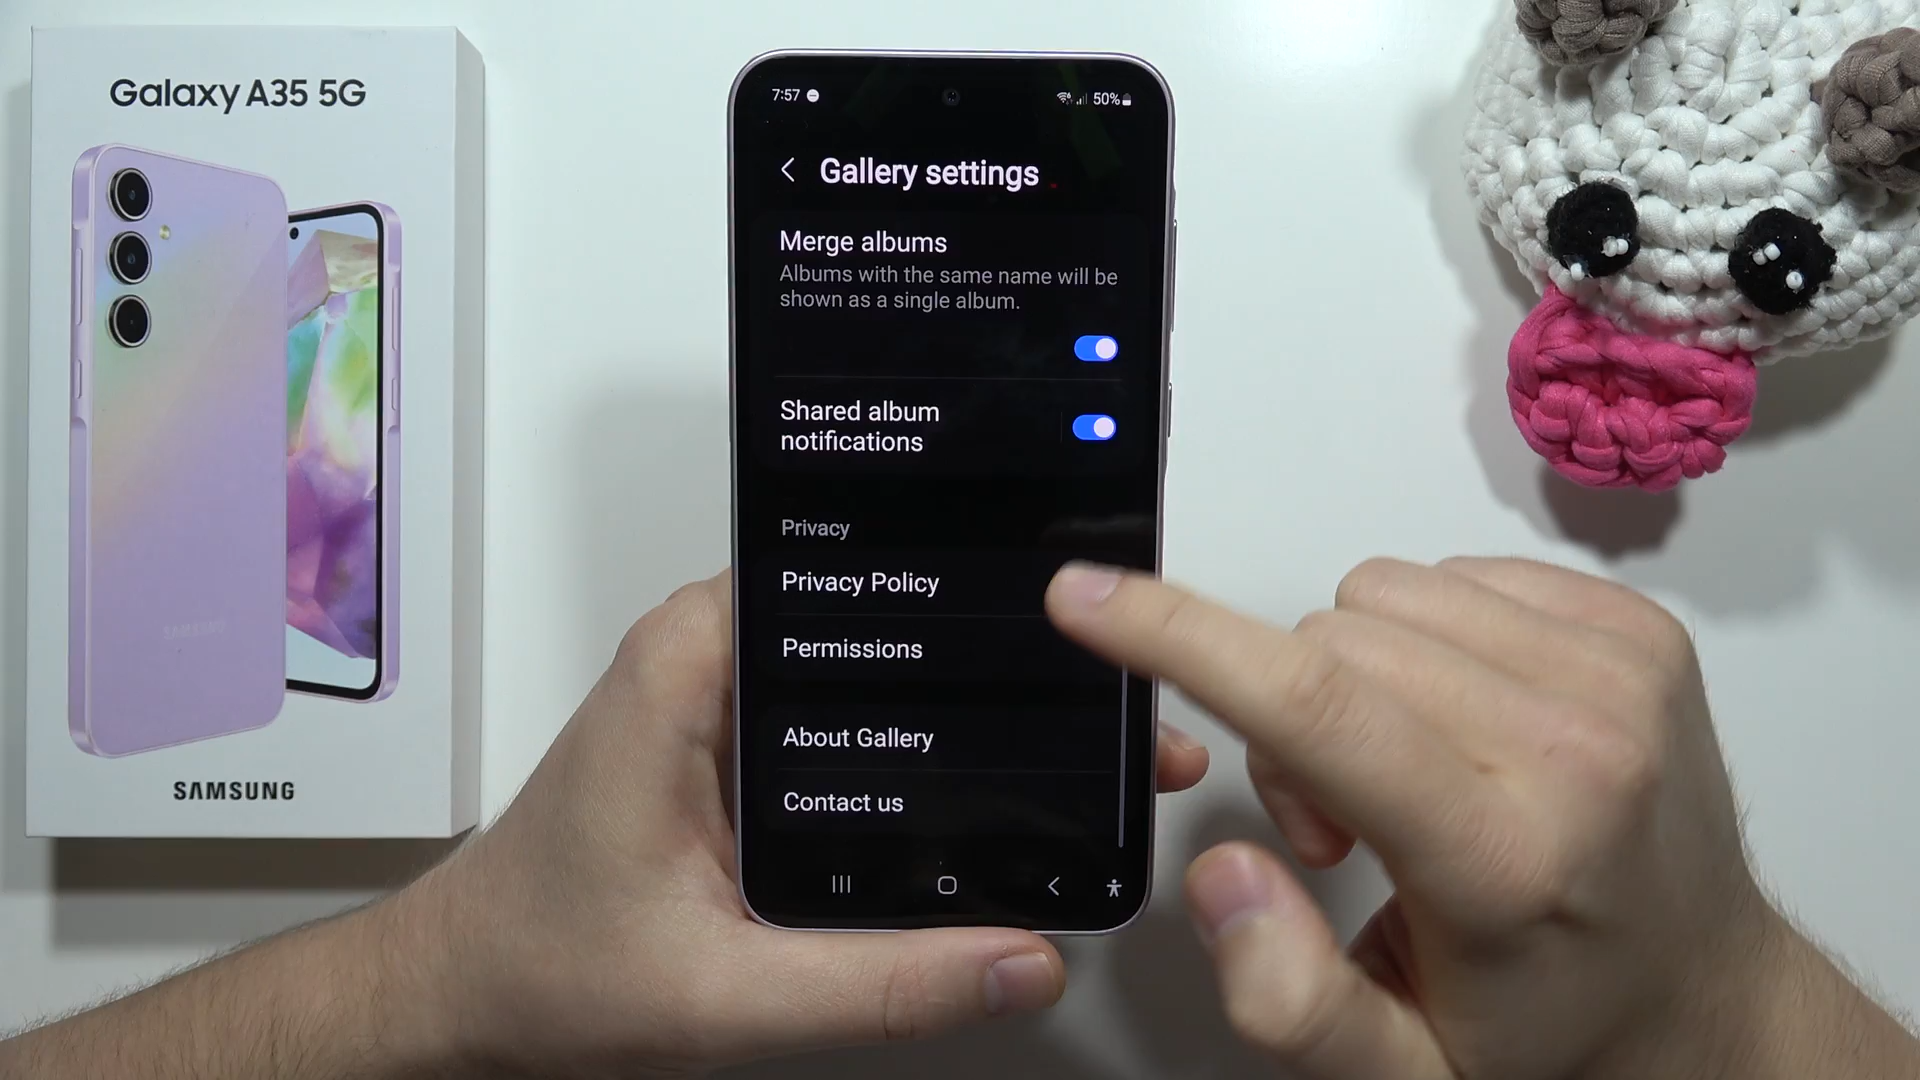 Galaxy A35 5G
SAMSUNG
SAMSUNG
7:57
50%
Gallery settings
Merge albums
Albums with the same name will be
shown as a single album.
Shared album
notifications
Privacy
Privacy Policy
Permissions
About Gallery
Contact us